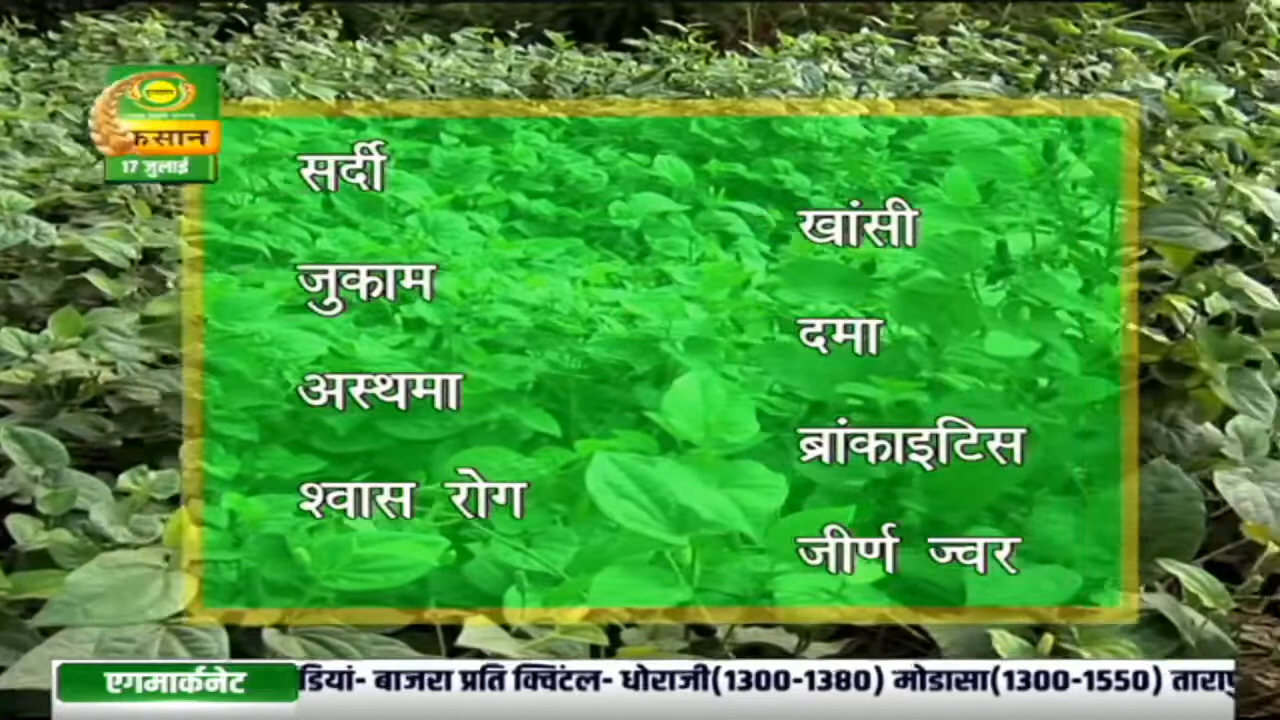 किसान
17 जुलाई
सर्दी
खांसी
जुकाम
दमा
अस्थमा
ब्रांकाइटिस
श्वास रोग
जीर्ण ज्वर
एगमार्कनेट
डियां- बाजरा प्रति क्विंटल- धोराजी(1300-1380) मोडासा(1300-1550)